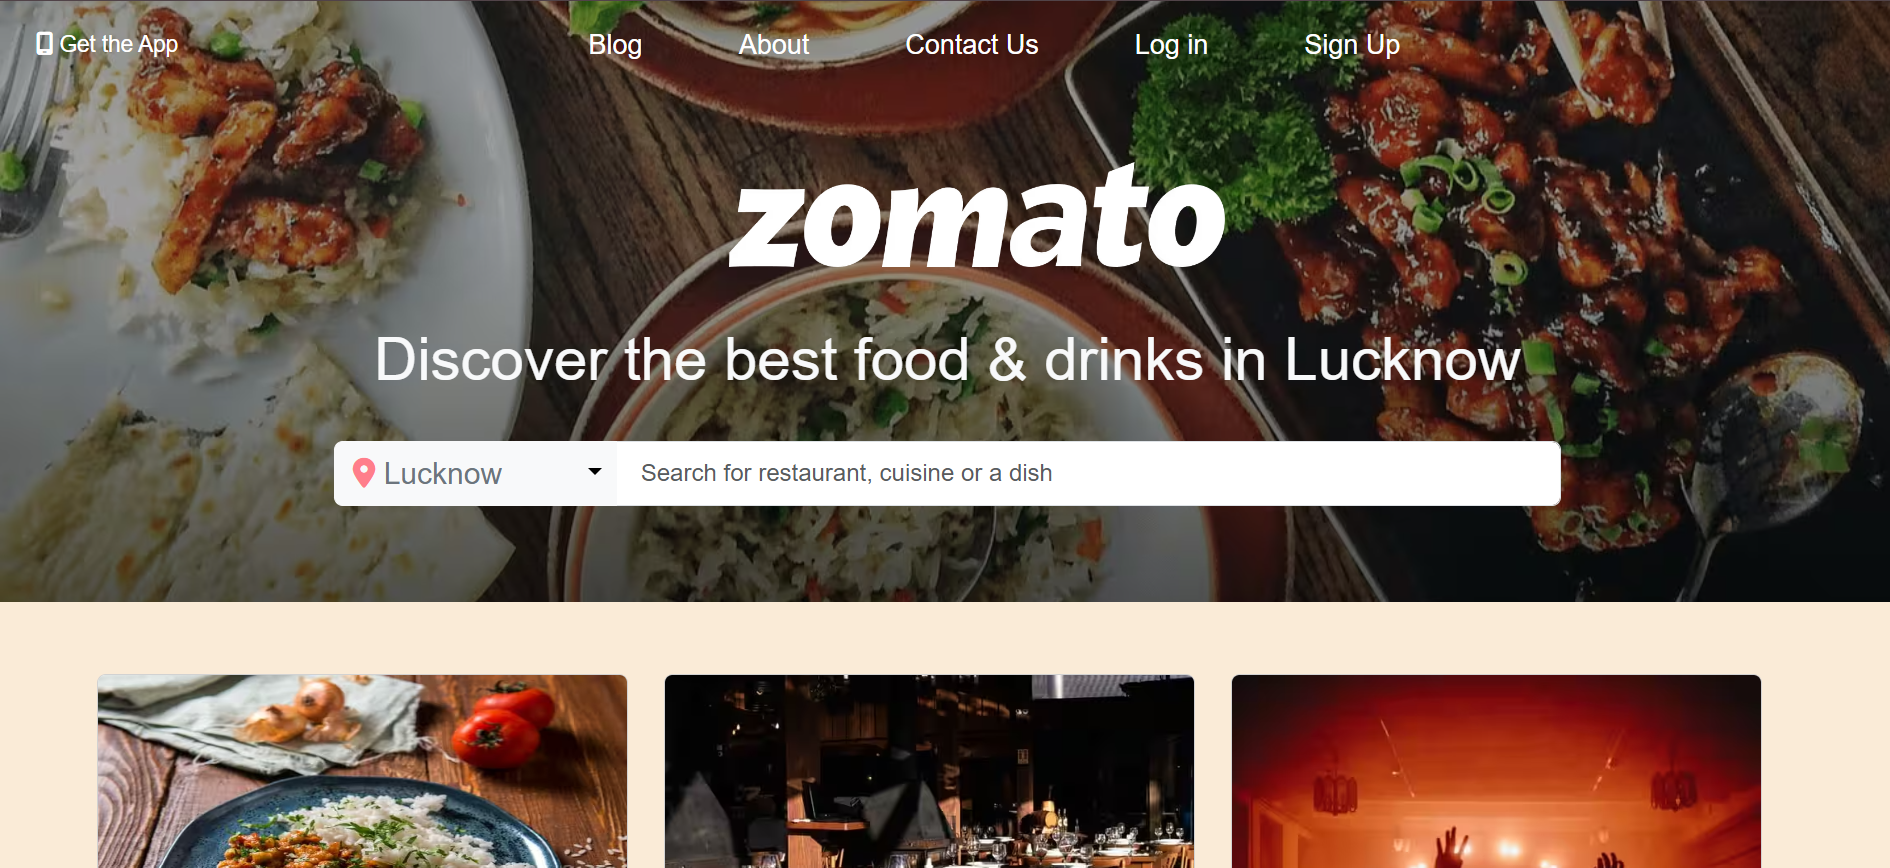 Get the App
Blog
About
Contact Us
Log in
Sign Up
zomato
Discover the best food & drinks in Lucknow
Lucknow
Search for restaurant, cuisine or a dish